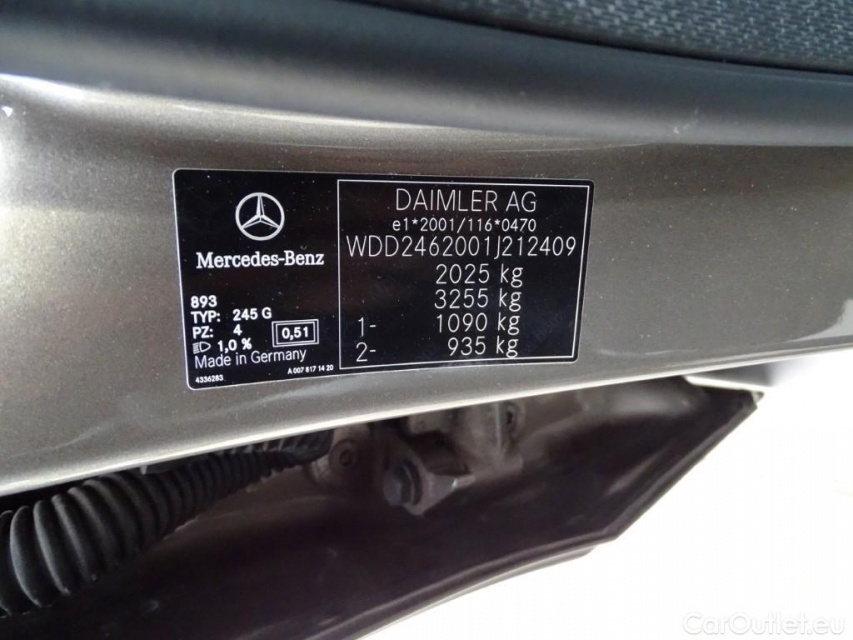 Mercedes-Benz
893
TYP: 245 G
PZ: 4
1,0 %
0,51
Made in Germany
4336283
A 007 817 14 20
DAIMLER AG
e1*2001/116*0470
WDD2462001J212409
2025 kg
3255 kg
1- 1090 kg
2- 935 kg
CarOutlet.eu